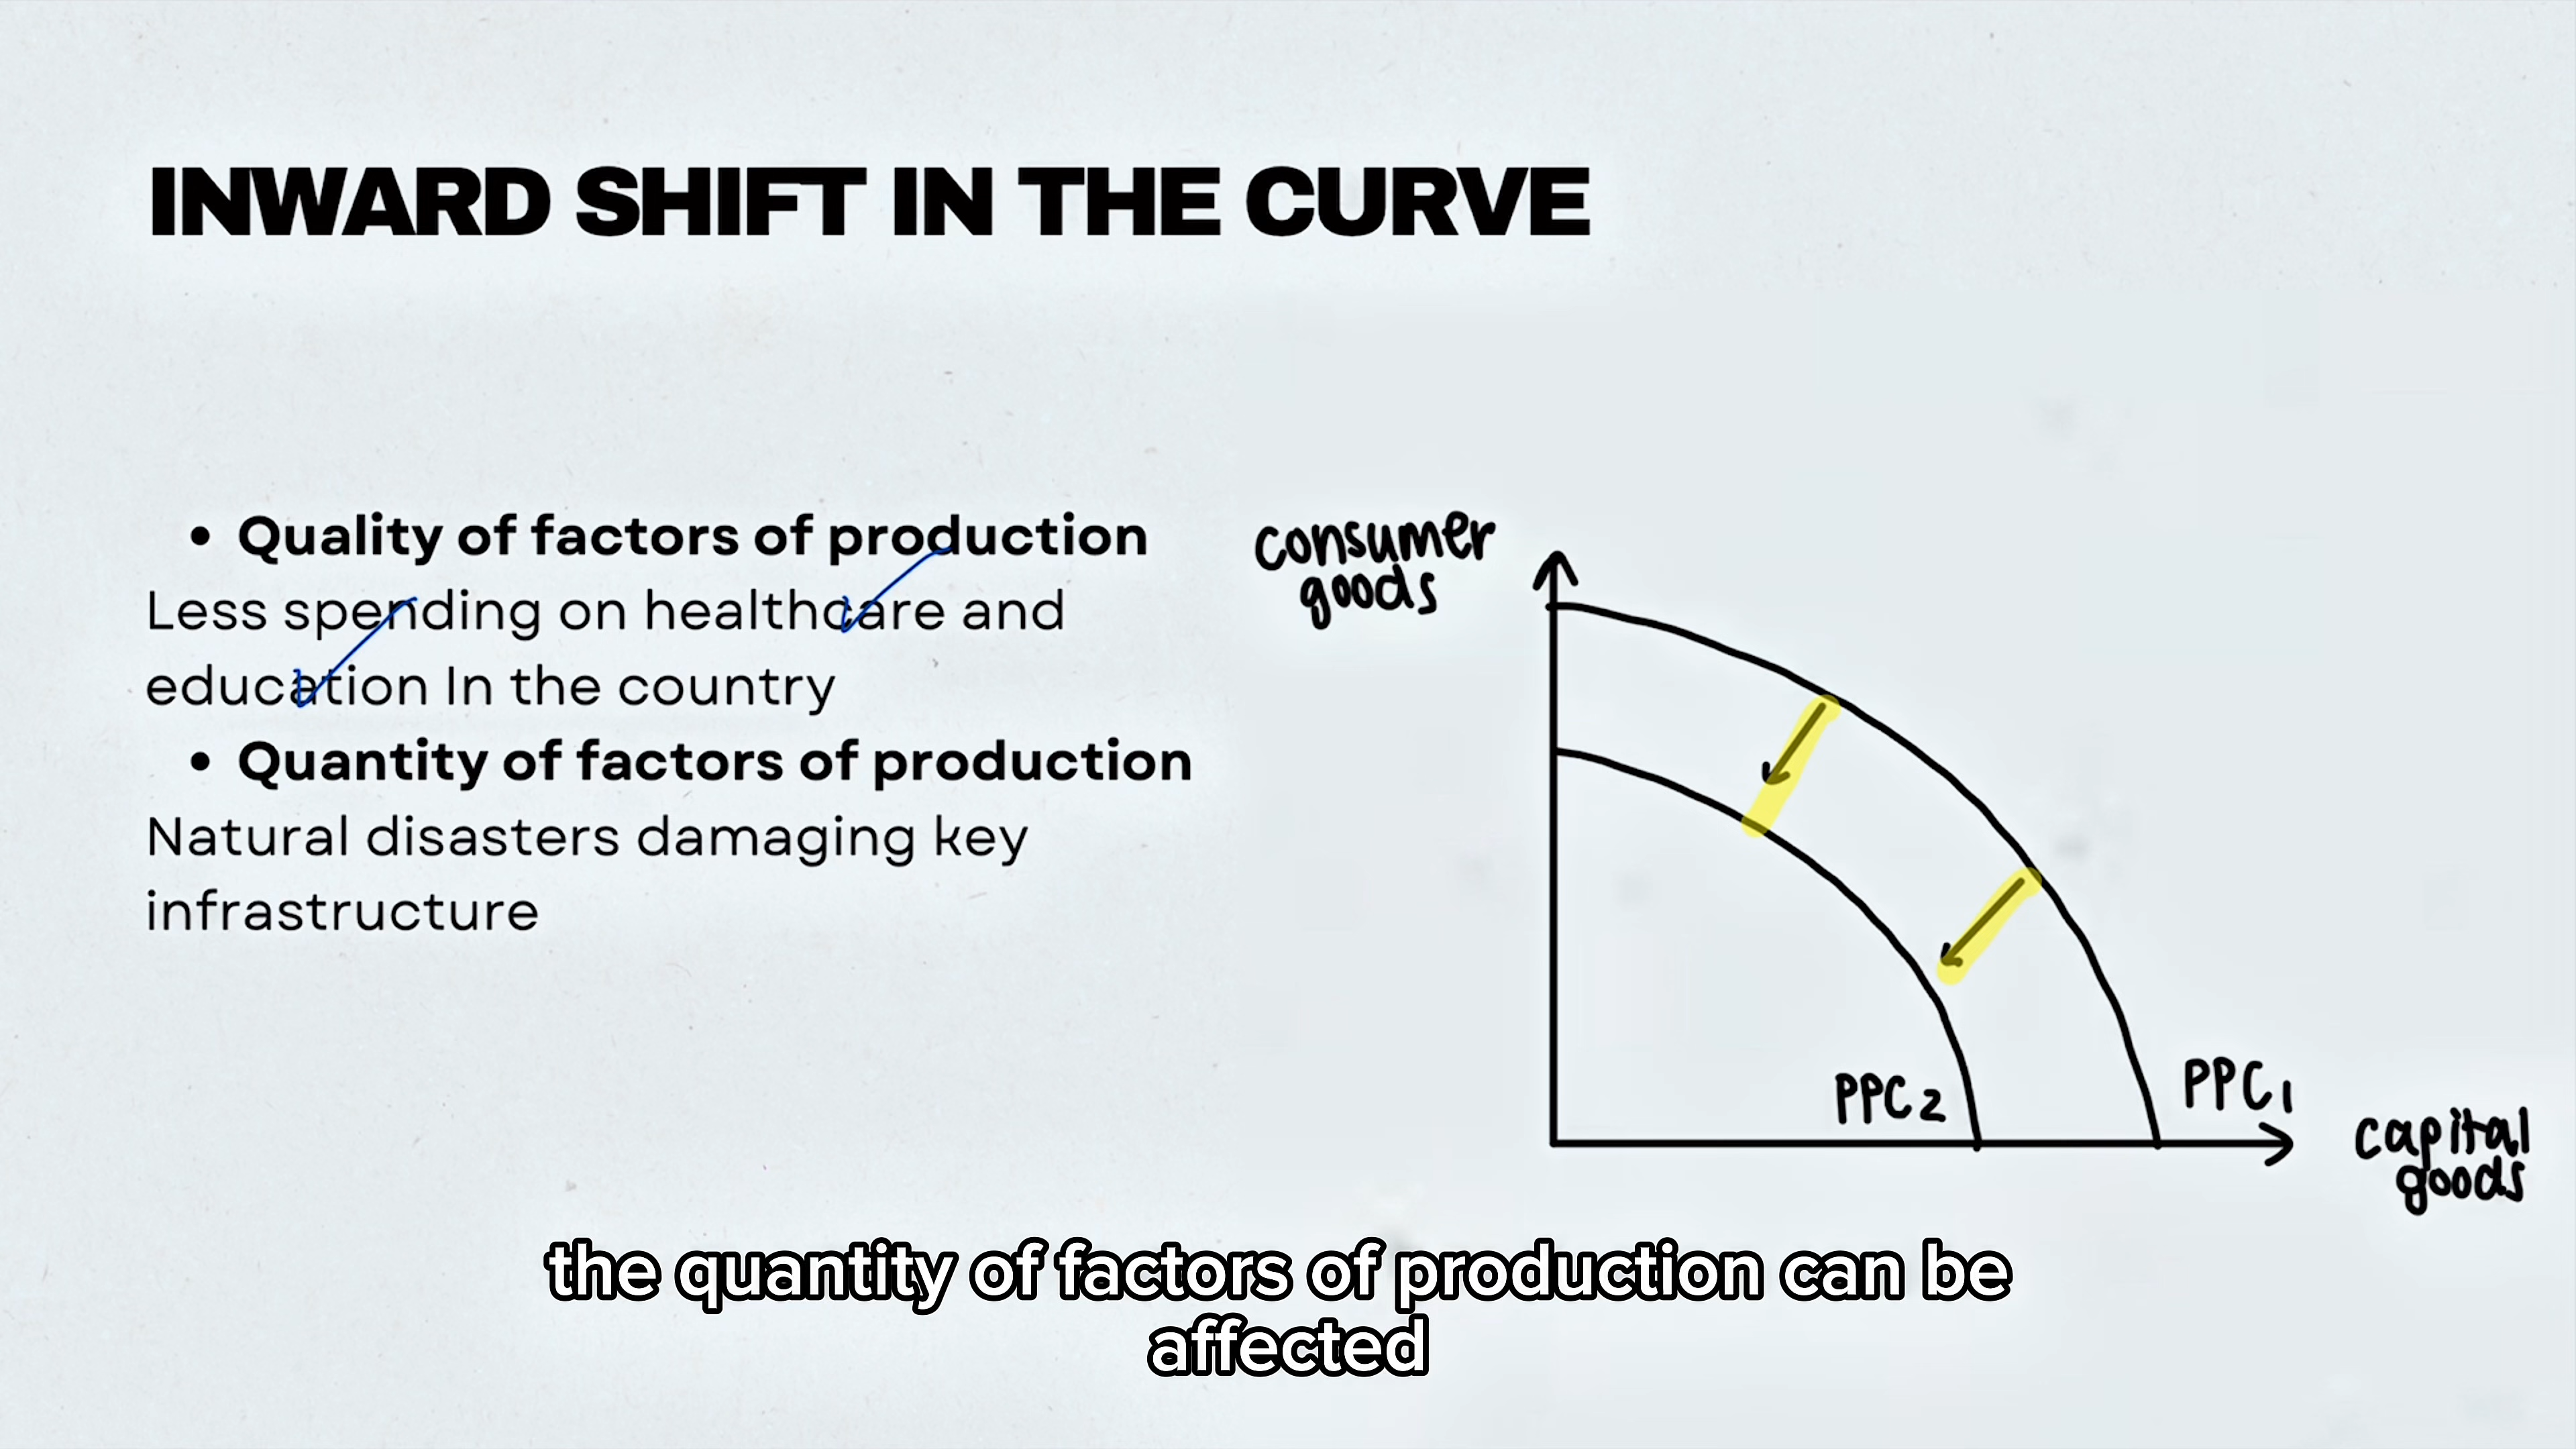 INWARD SHIFT IN THE CURVE
• Quality of factors of production
Less spending on healthcare and
education In the country
• Quantity of factors of production
Natural disasters damaging key
infrastructure
consumer
goods
PPC2
PPC1
capital
goods
the quantity of factors of production can be
affected